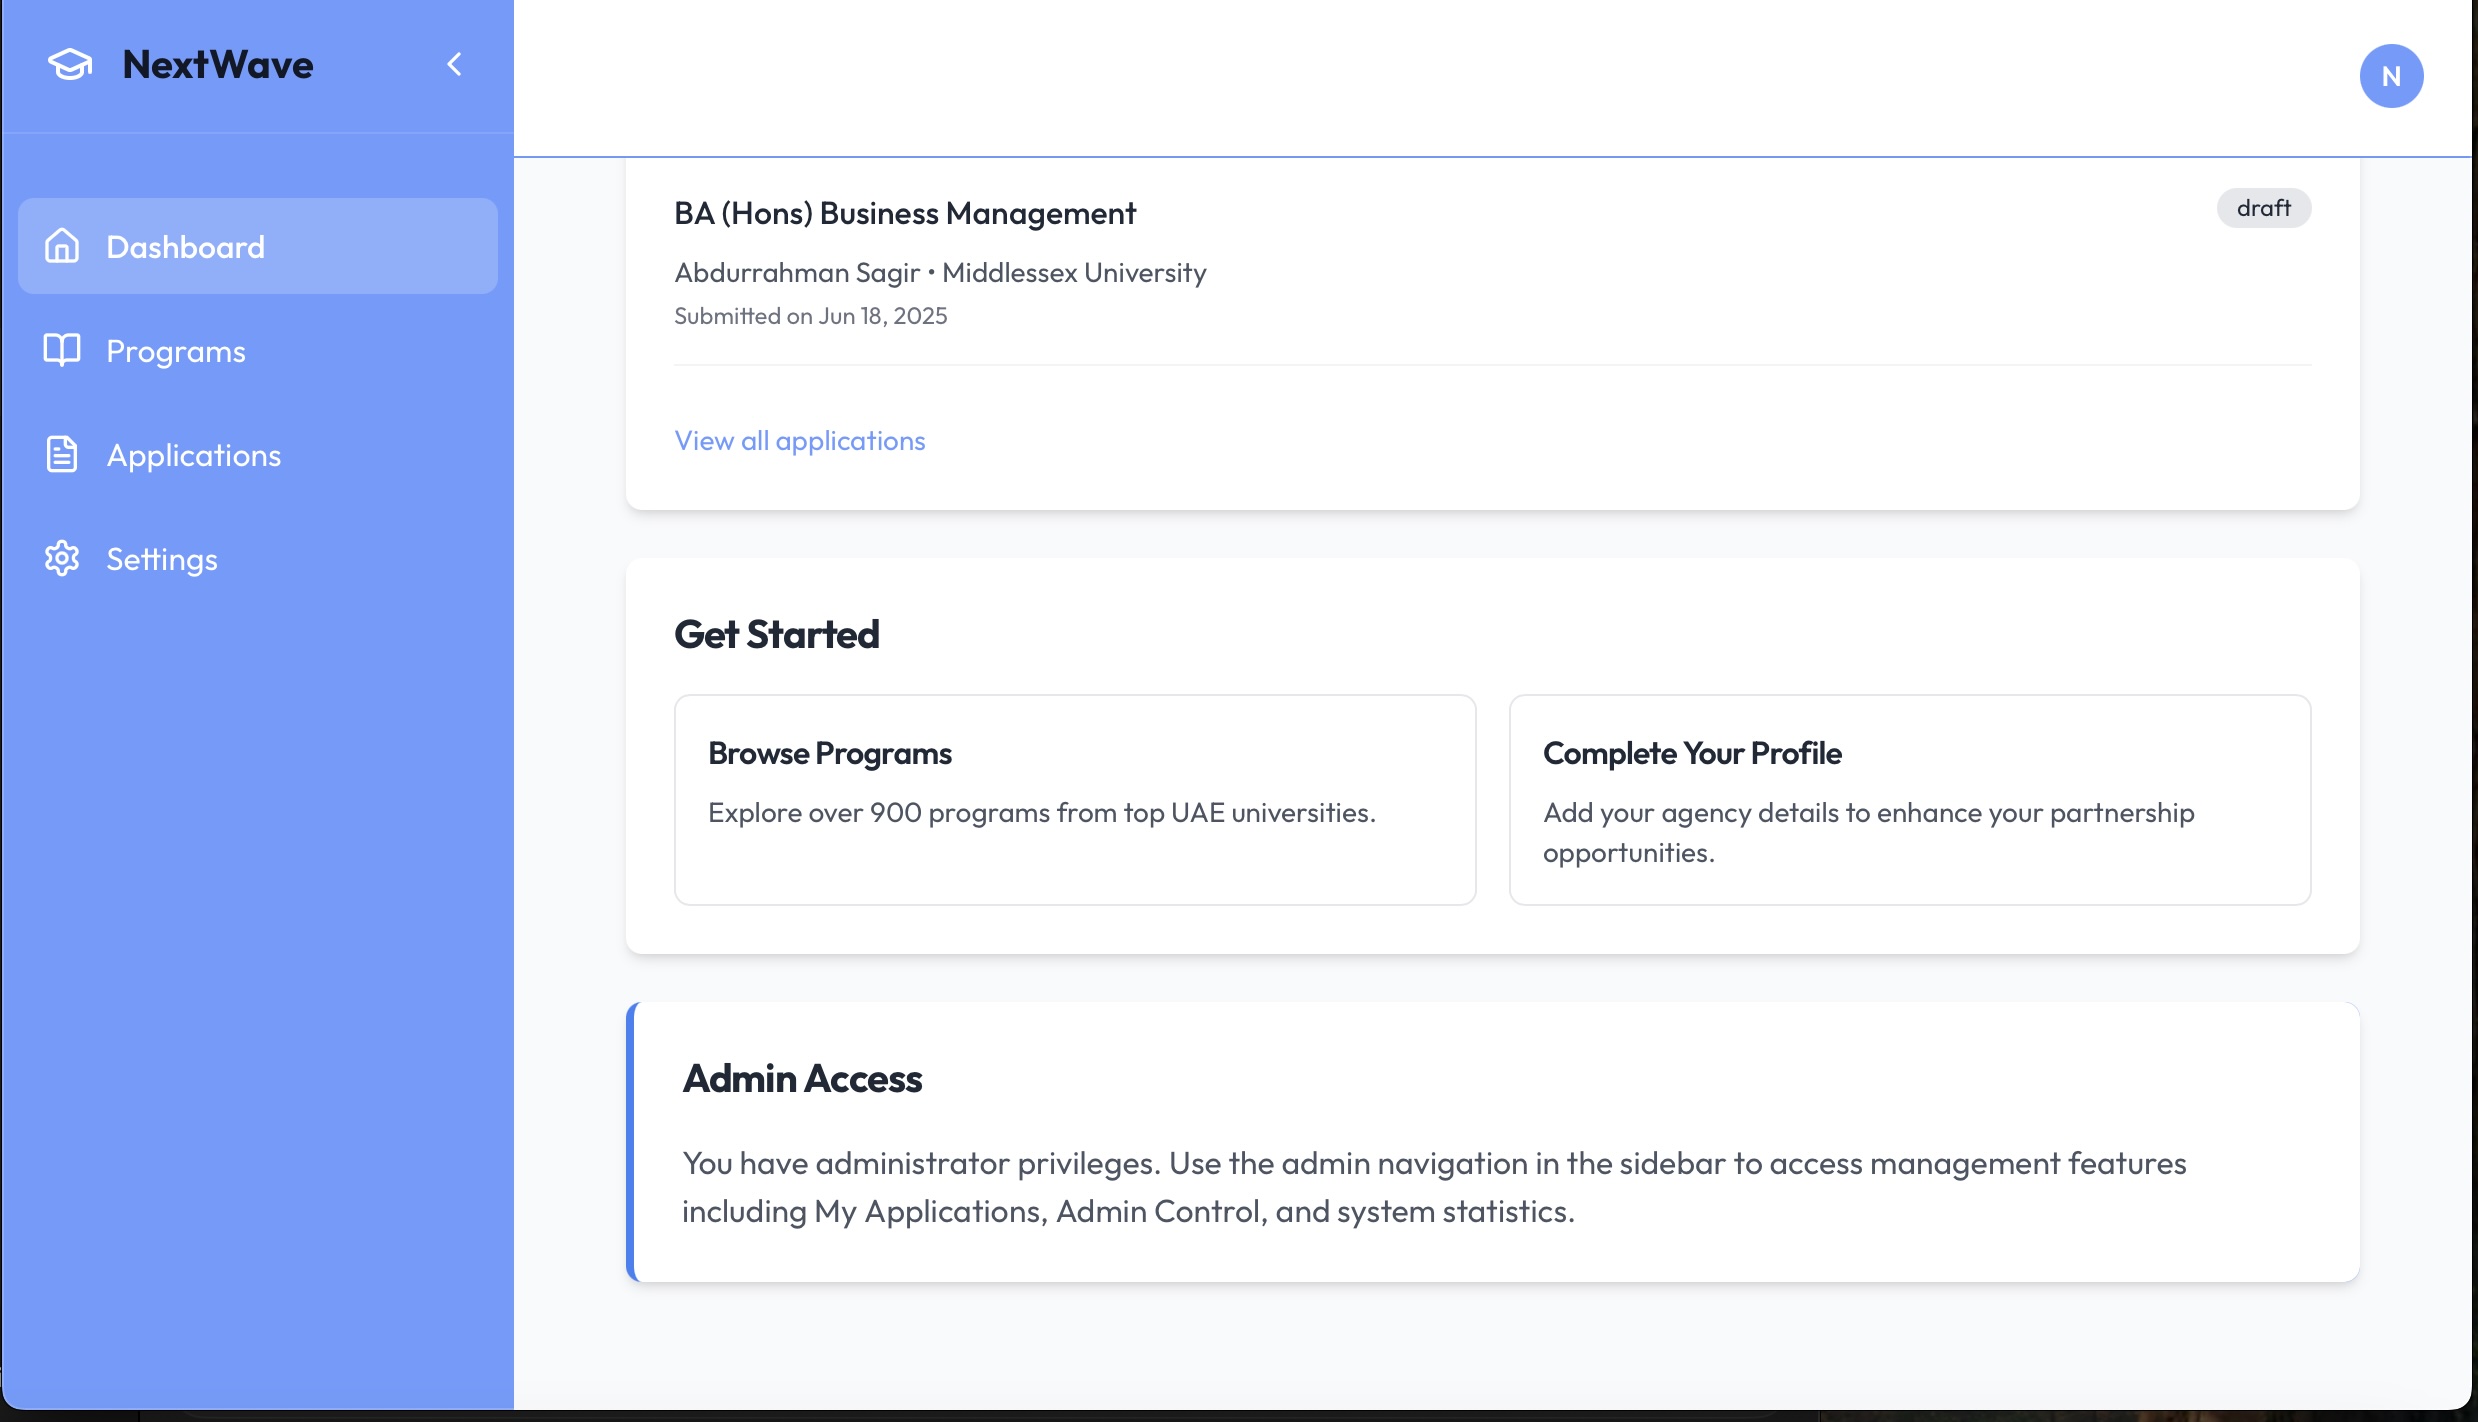 NextWave
N
Dashboard
Programs
Applications
Settings
BA (Hons) Business Management
draft
Abdurrahman Sagir • Middlessex University
Submitted on Jun 18, 2025
View all applications
Get Started
Browse Programs
Explore over 900 programs from top UAE universities.
Complete Your Profile
Add your agency details to enhance your partnership
opportunities.
Admin Access
You have administrator privileges. Use the admin navigation in the sidebar to access management features
including My Applications, Admin Control, and system statistics.